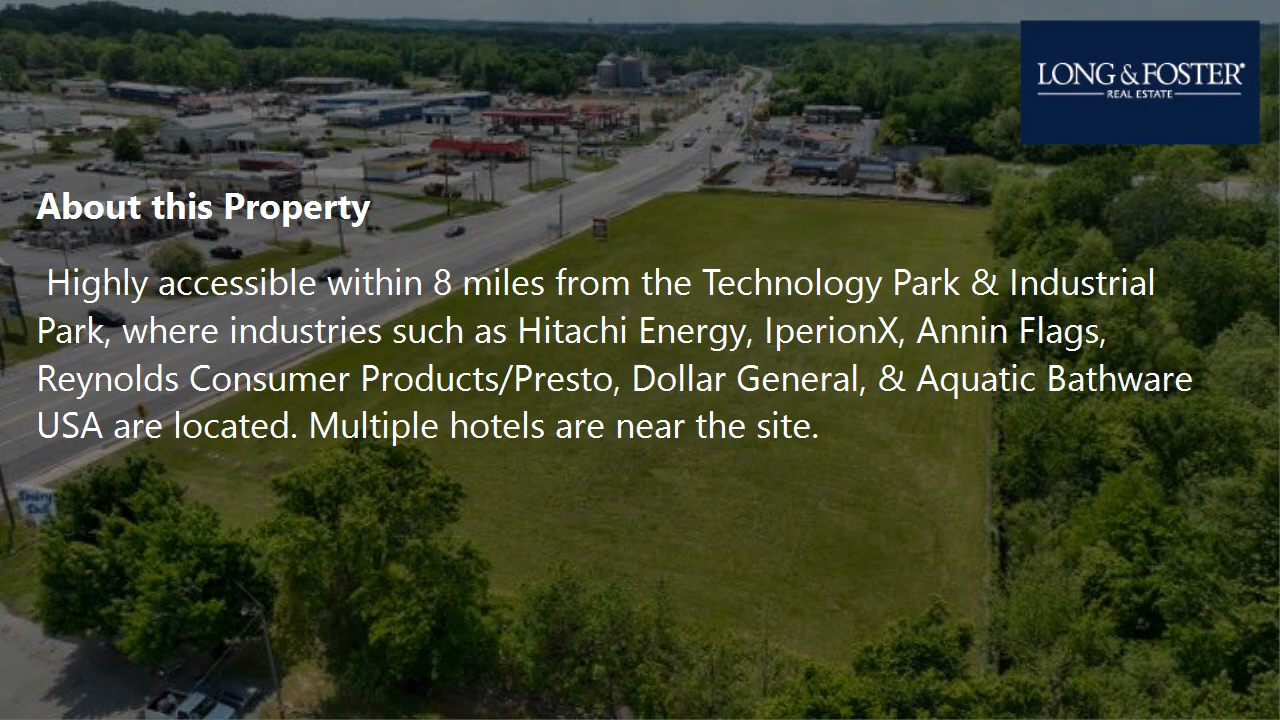 LONG & FOSTER®
REAL ESTATE
About this Property
Highly accessible within 8 miles from the Technology Park & Industrial
Park, where industries such as Hitachi Energy, IperionX, Annin Flags,
Reynolds Consumer Products/Presto, Dollar General, & Aquatic Bathware
USA are located. Multiple hotels are near the site.
Dairy